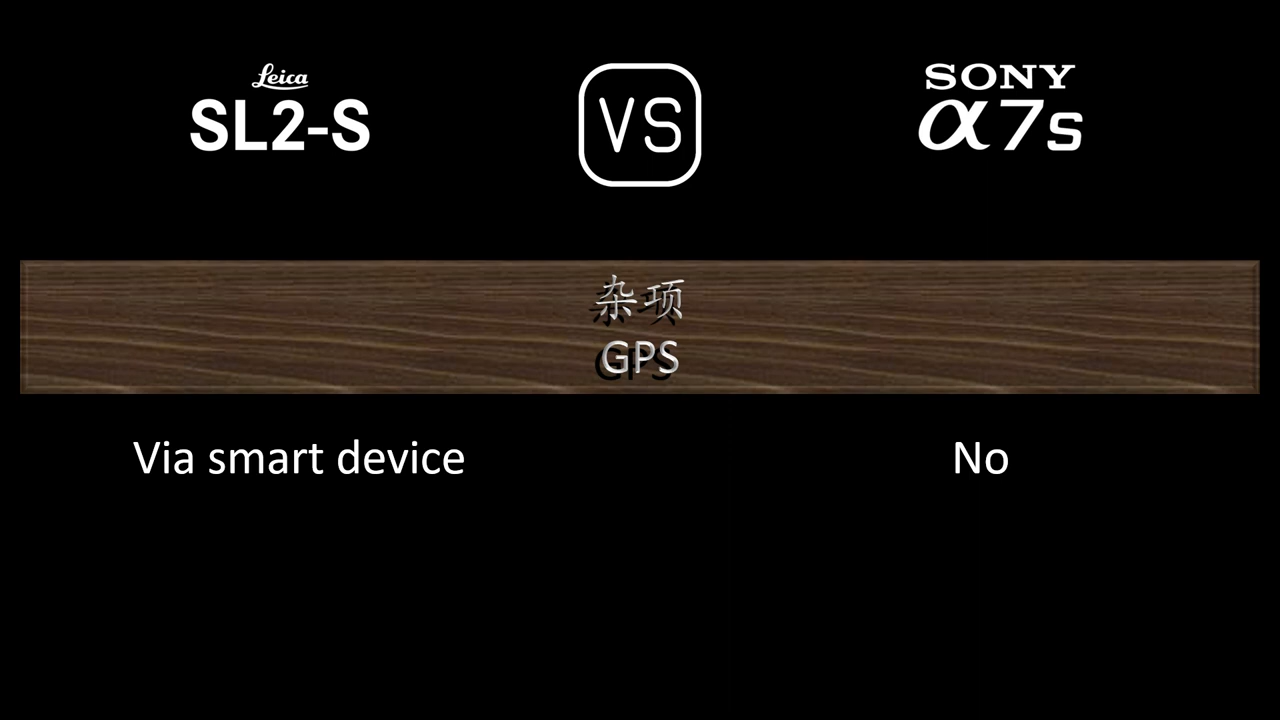 Leica
SL2-S
VS
SONY
α7s
杂项
GPS
Via smart device
No